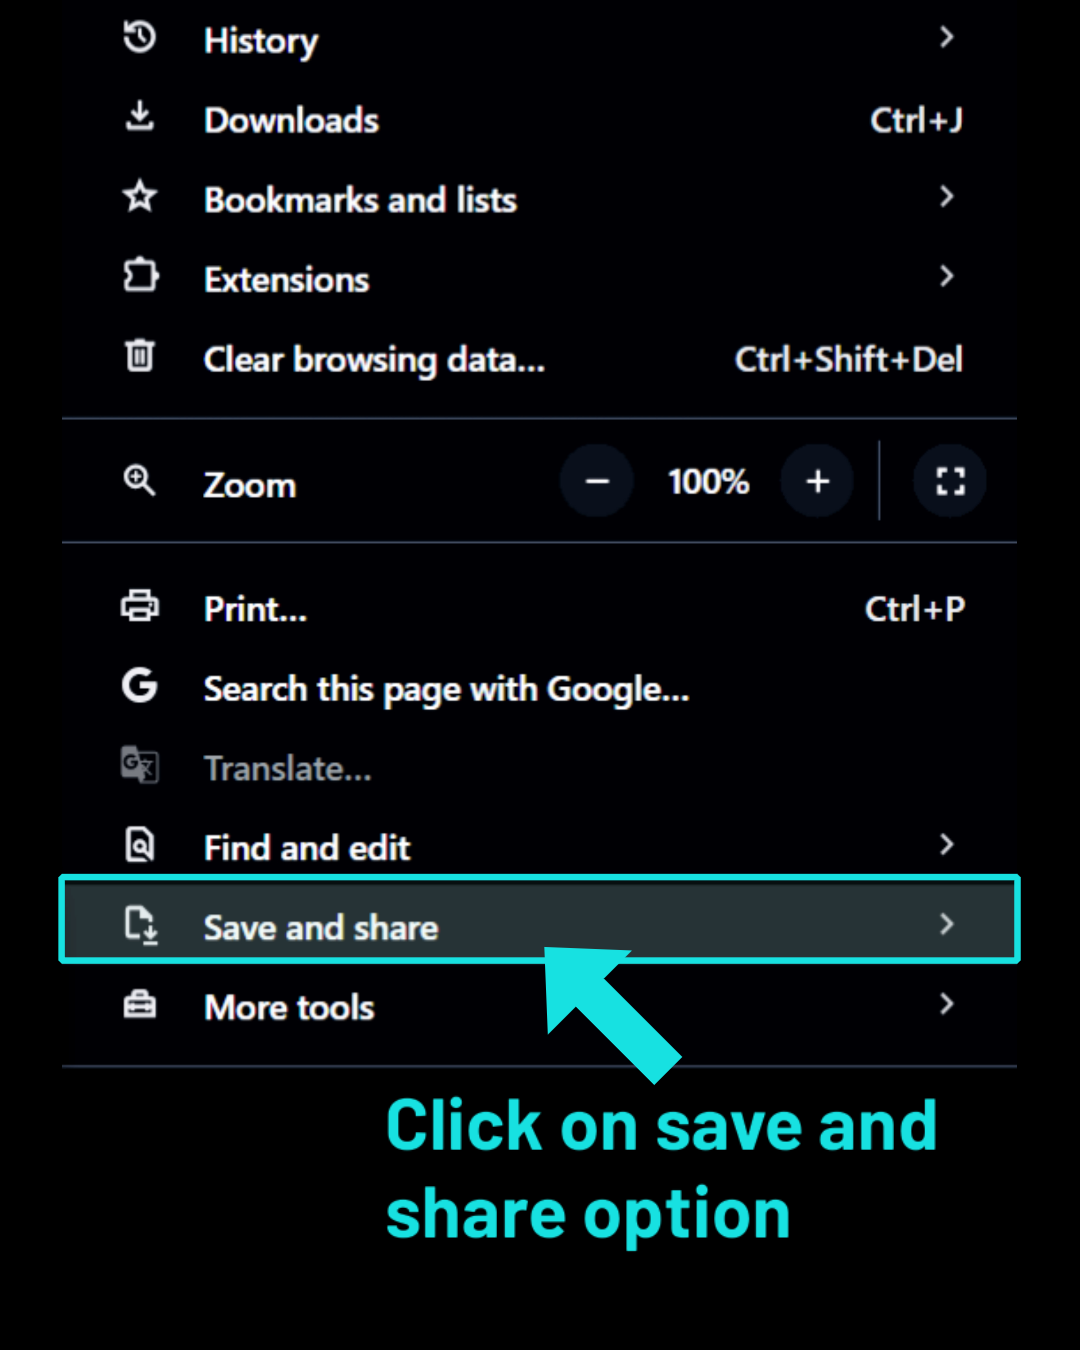 History
Downloads Ctrl+J
Bookmarks and lists
Extensions
Clear browsing data... Ctrl+Shift+Del
Zoom − 100% +
Print... Ctrl+P
Search this page with Google...
Translate...
Find and edit
Save and share
More tools
Click on save and
share option